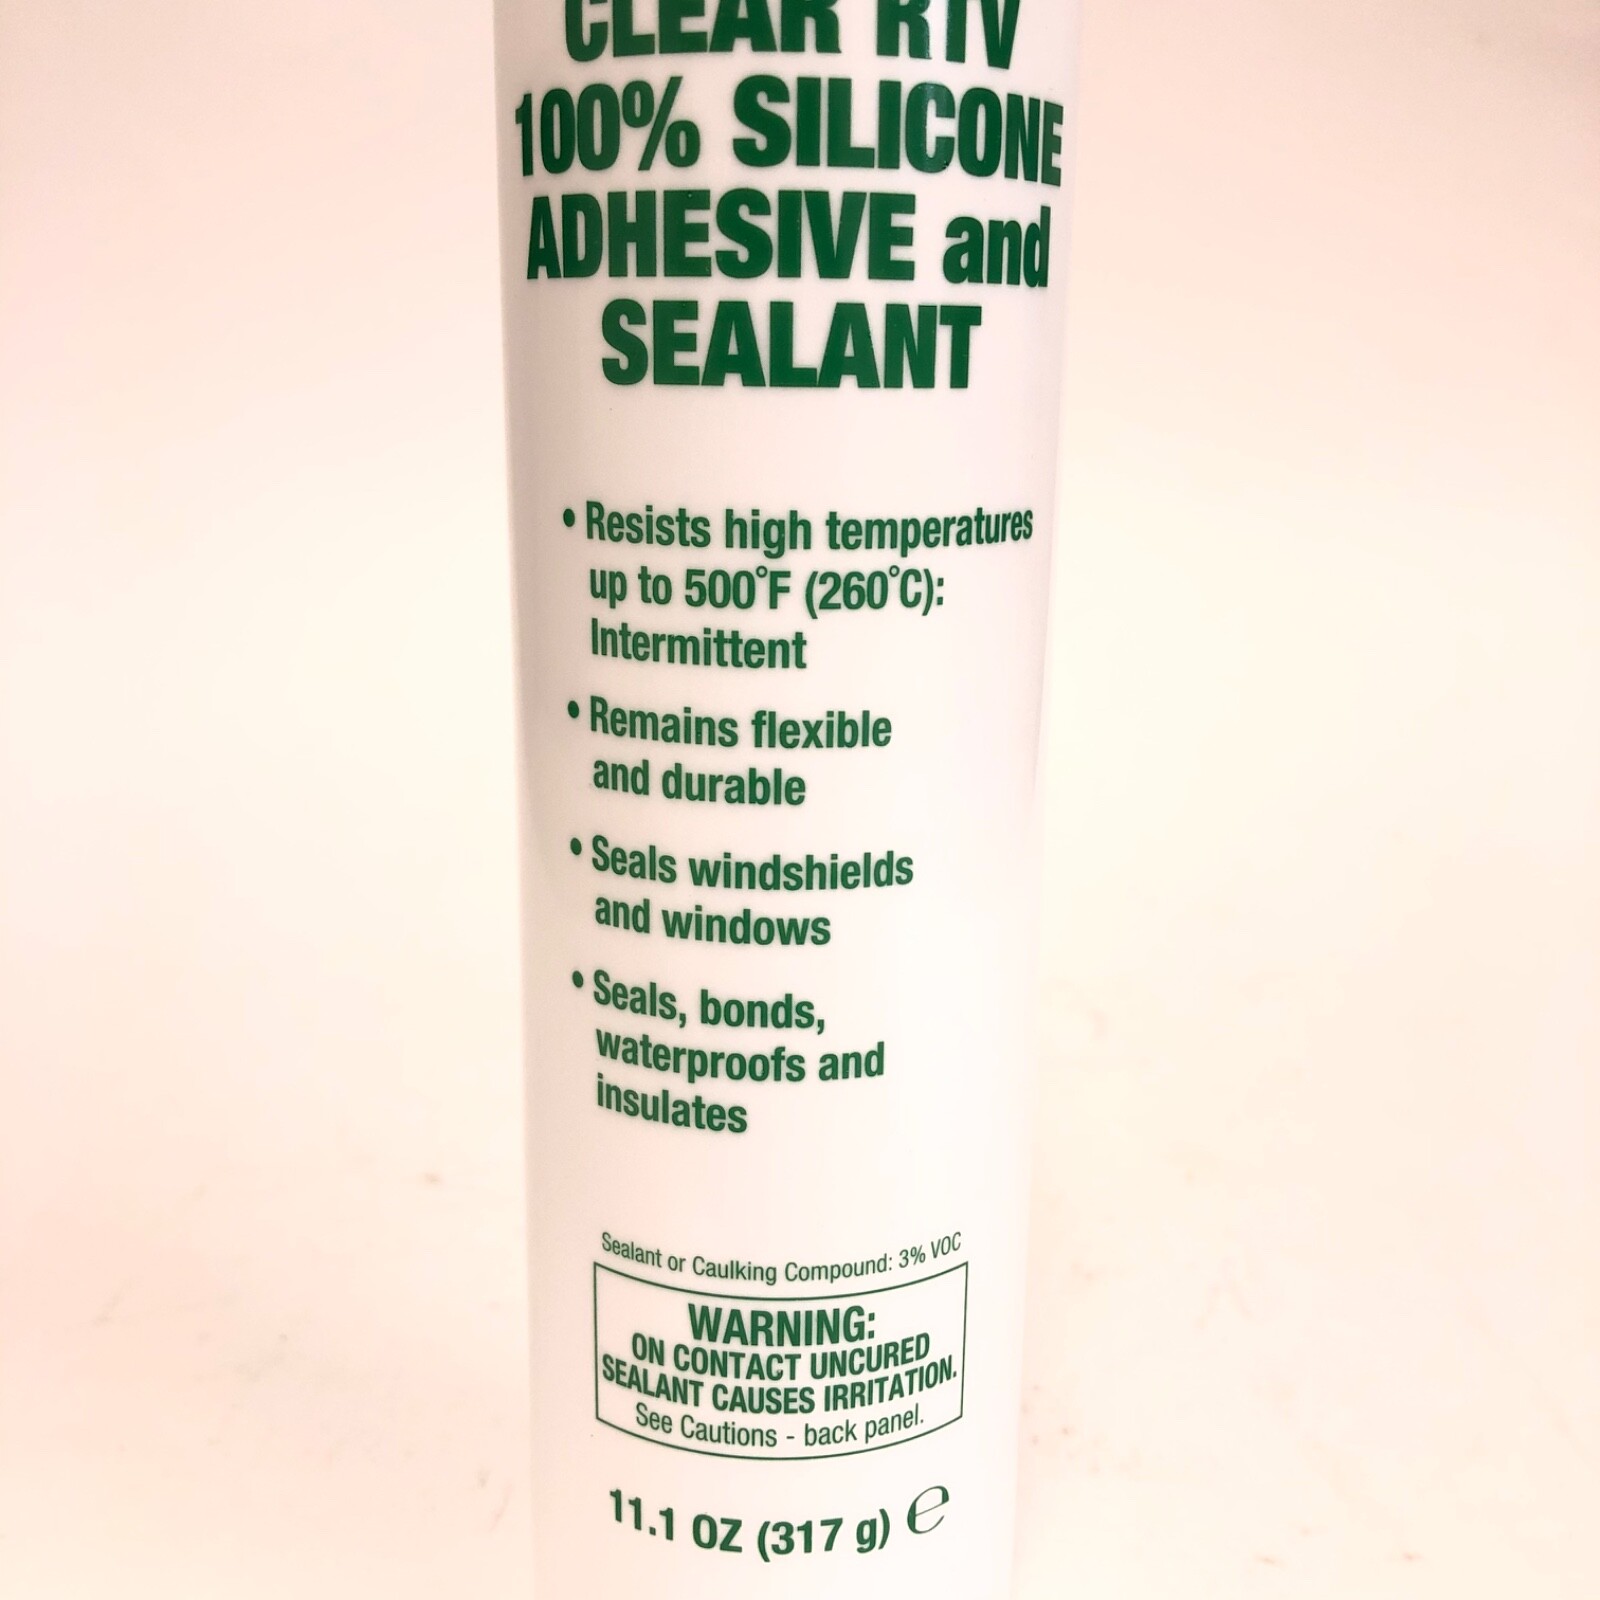 CLEAR RTV
100% SILICONE
ADHESIVE and
SEALANT
• Resists high temperatures
up to 500°F (260°C):
Intermittent
• Remains flexible
and durable
• Seals windshields
and windows
• Seals, bonds,
waterproofs and
insulates
Sealant or Caulking Compound: 3% VOC
WARNING:
ON CONTACT UNCURED
SEALANT CAUSES IRRITATION.
See Cautions - back panel.
11.1 OZ (317 g) e